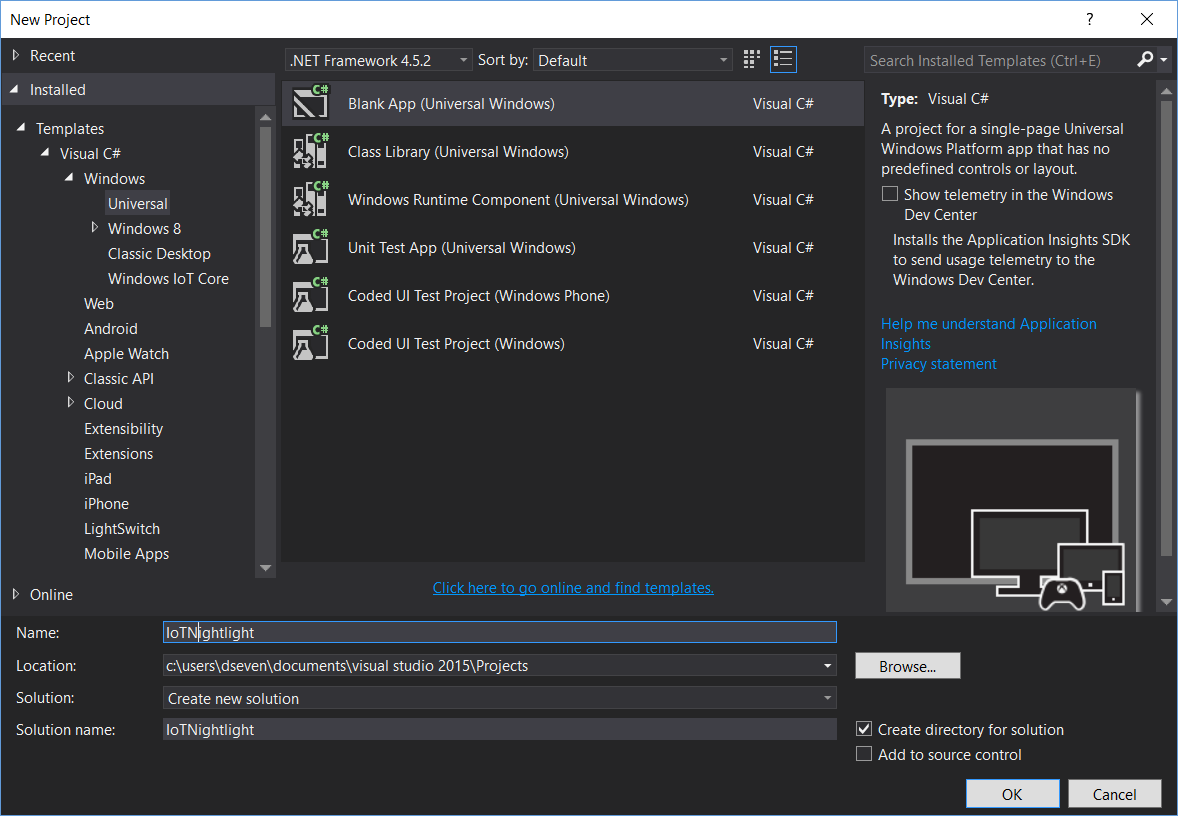 New Project
?
Recent
Installed
Templates
Visual C#
Windows
Universal
Windows 8
Classic Desktop
Windows IoT Core
Web
Android
Apple Watch
Classic API
Cloud
Extensibility
Extensions
iPad
iPhone
LightSwitch
Mobile Apps
Online
.NET Framework 4.5.2
Sort by: Default
C# Blank App (Universal Windows) Visual C#
C# Class Library (Universal Windows) Visual C#
C# Windows Runtime Component (Universal Windows) Visual C#
C# Unit Test App (Universal Windows) Visual C#
C# Coded UI Test Project (Windows Phone) Visual C#
C# Coded UI Test Project (Windows) Visual C#
Click here to go online and find templates.
Search Installed Templates (Ctrl+E)
Type: Visual C#
A project for a single-page Universal
Windows Platform app that has no
predefined controls or layout.
Show telemetry in the Windows
Dev Center
Installs the Application Insights SDK
to send usage telemetry to the
Windows Dev Center.
Help me understand Application
Insights
Privacy statement
Name: IoTNightlight
Location: c:\users\dseven\documents\visual studio 2015\Projects
Browse...
Solution: Create new solution
Solution name: IoTNightlight
Create directory for solution
Add to source control
OK
Cancel